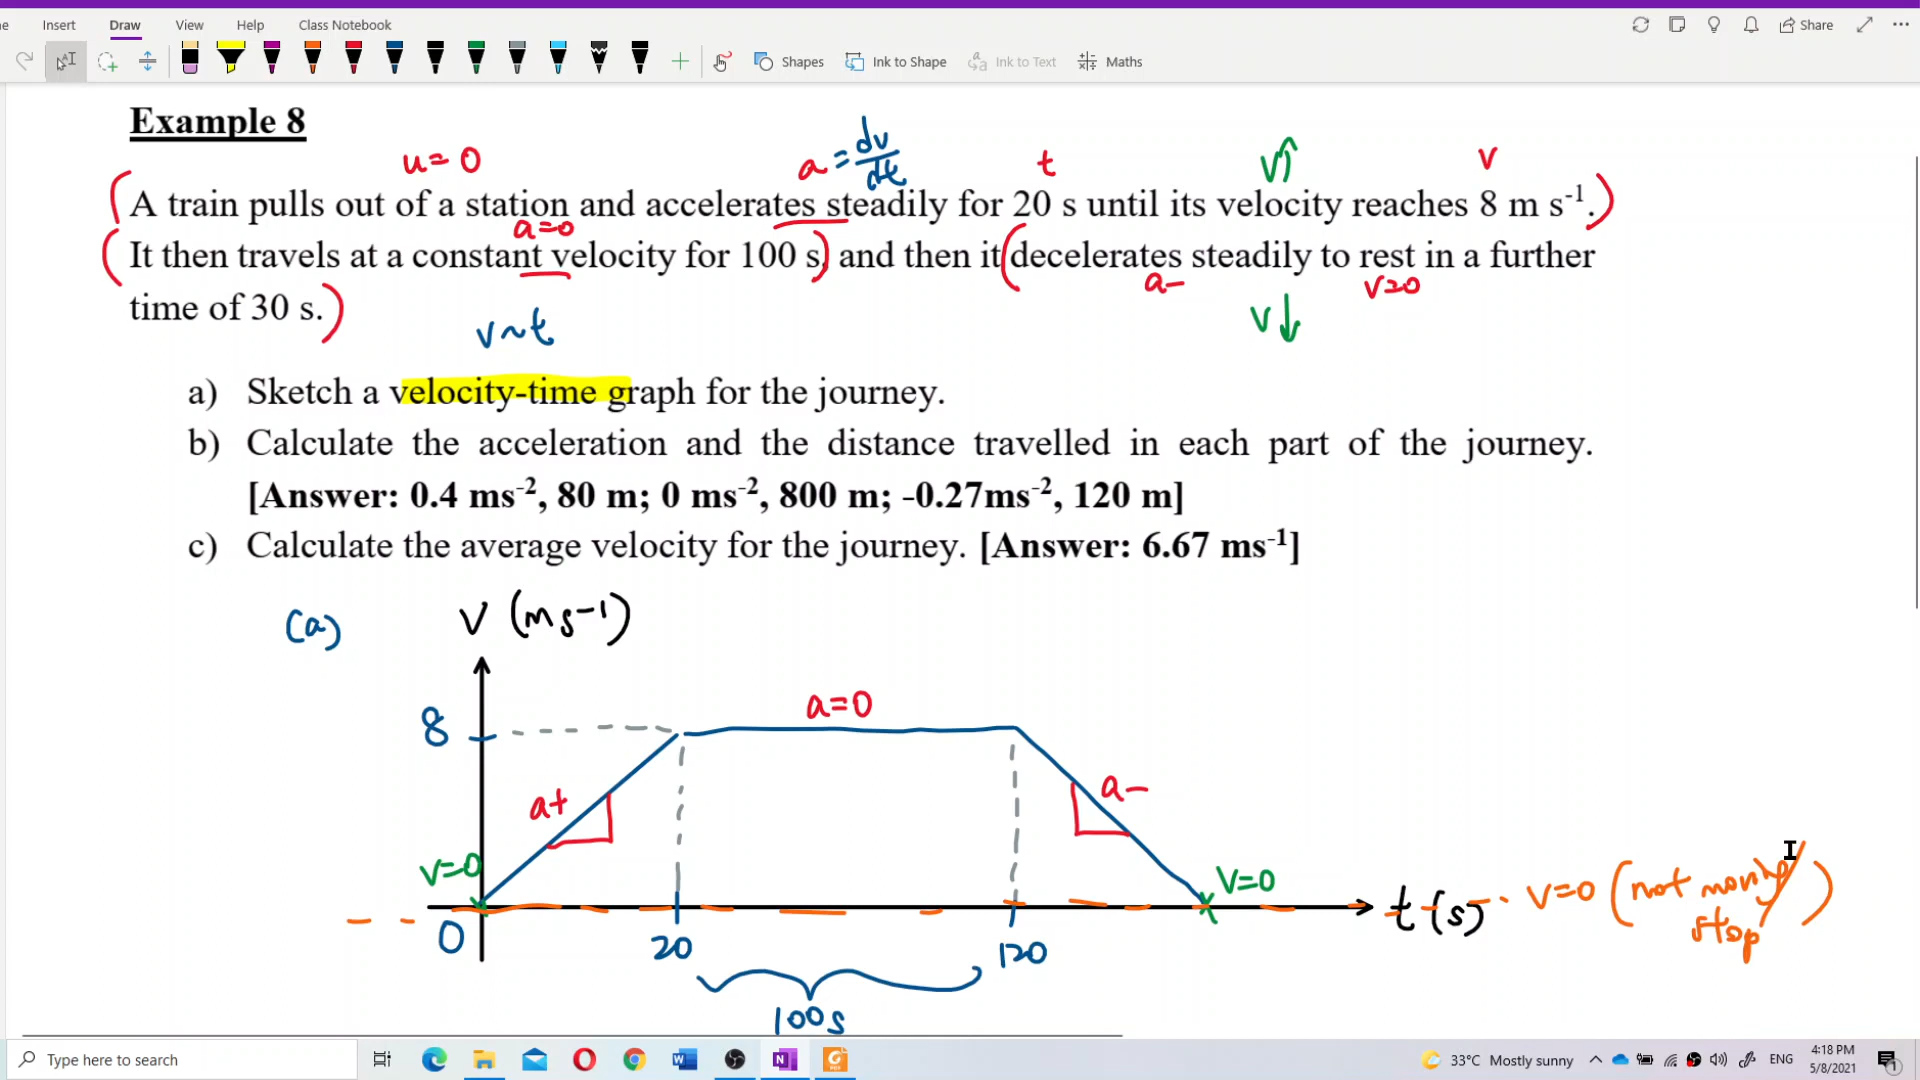 Insert Draw View Help Class Notebook Share
Shapes Ink to Shape Ink to Text Maths
Example 8
u = 0 a = dv/dt t v↑ v
A train pulls out of a station and accelerates steadily for 20 s until its velocity reaches 8 m s⁻¹.
a=0
It then travels at a constant velocity for 100 s, and then it decelerates steadily to rest in a further
a- v=0
time of 30 s.
v~t v↓
a) Sketch a velocity-time graph for the journey.
b) Calculate the acceleration and the distance travelled in each part of the journey.
[Answer: 0.4 ms⁻², 80 m; 0 ms⁻², 800 m; -0.27ms⁻², 120 m]
c) Calculate the average velocity for the journey. [Answer: 6.67 ms⁻¹]
(a) V (ms-1)
8 a=0
a+ a-
v=0 V=0
t (s) v=0 (not moving/
stop)
0 20 120
100s
Type here to search 33°C Mostly sunny ENG 4:18 PM
5/8/2021
1